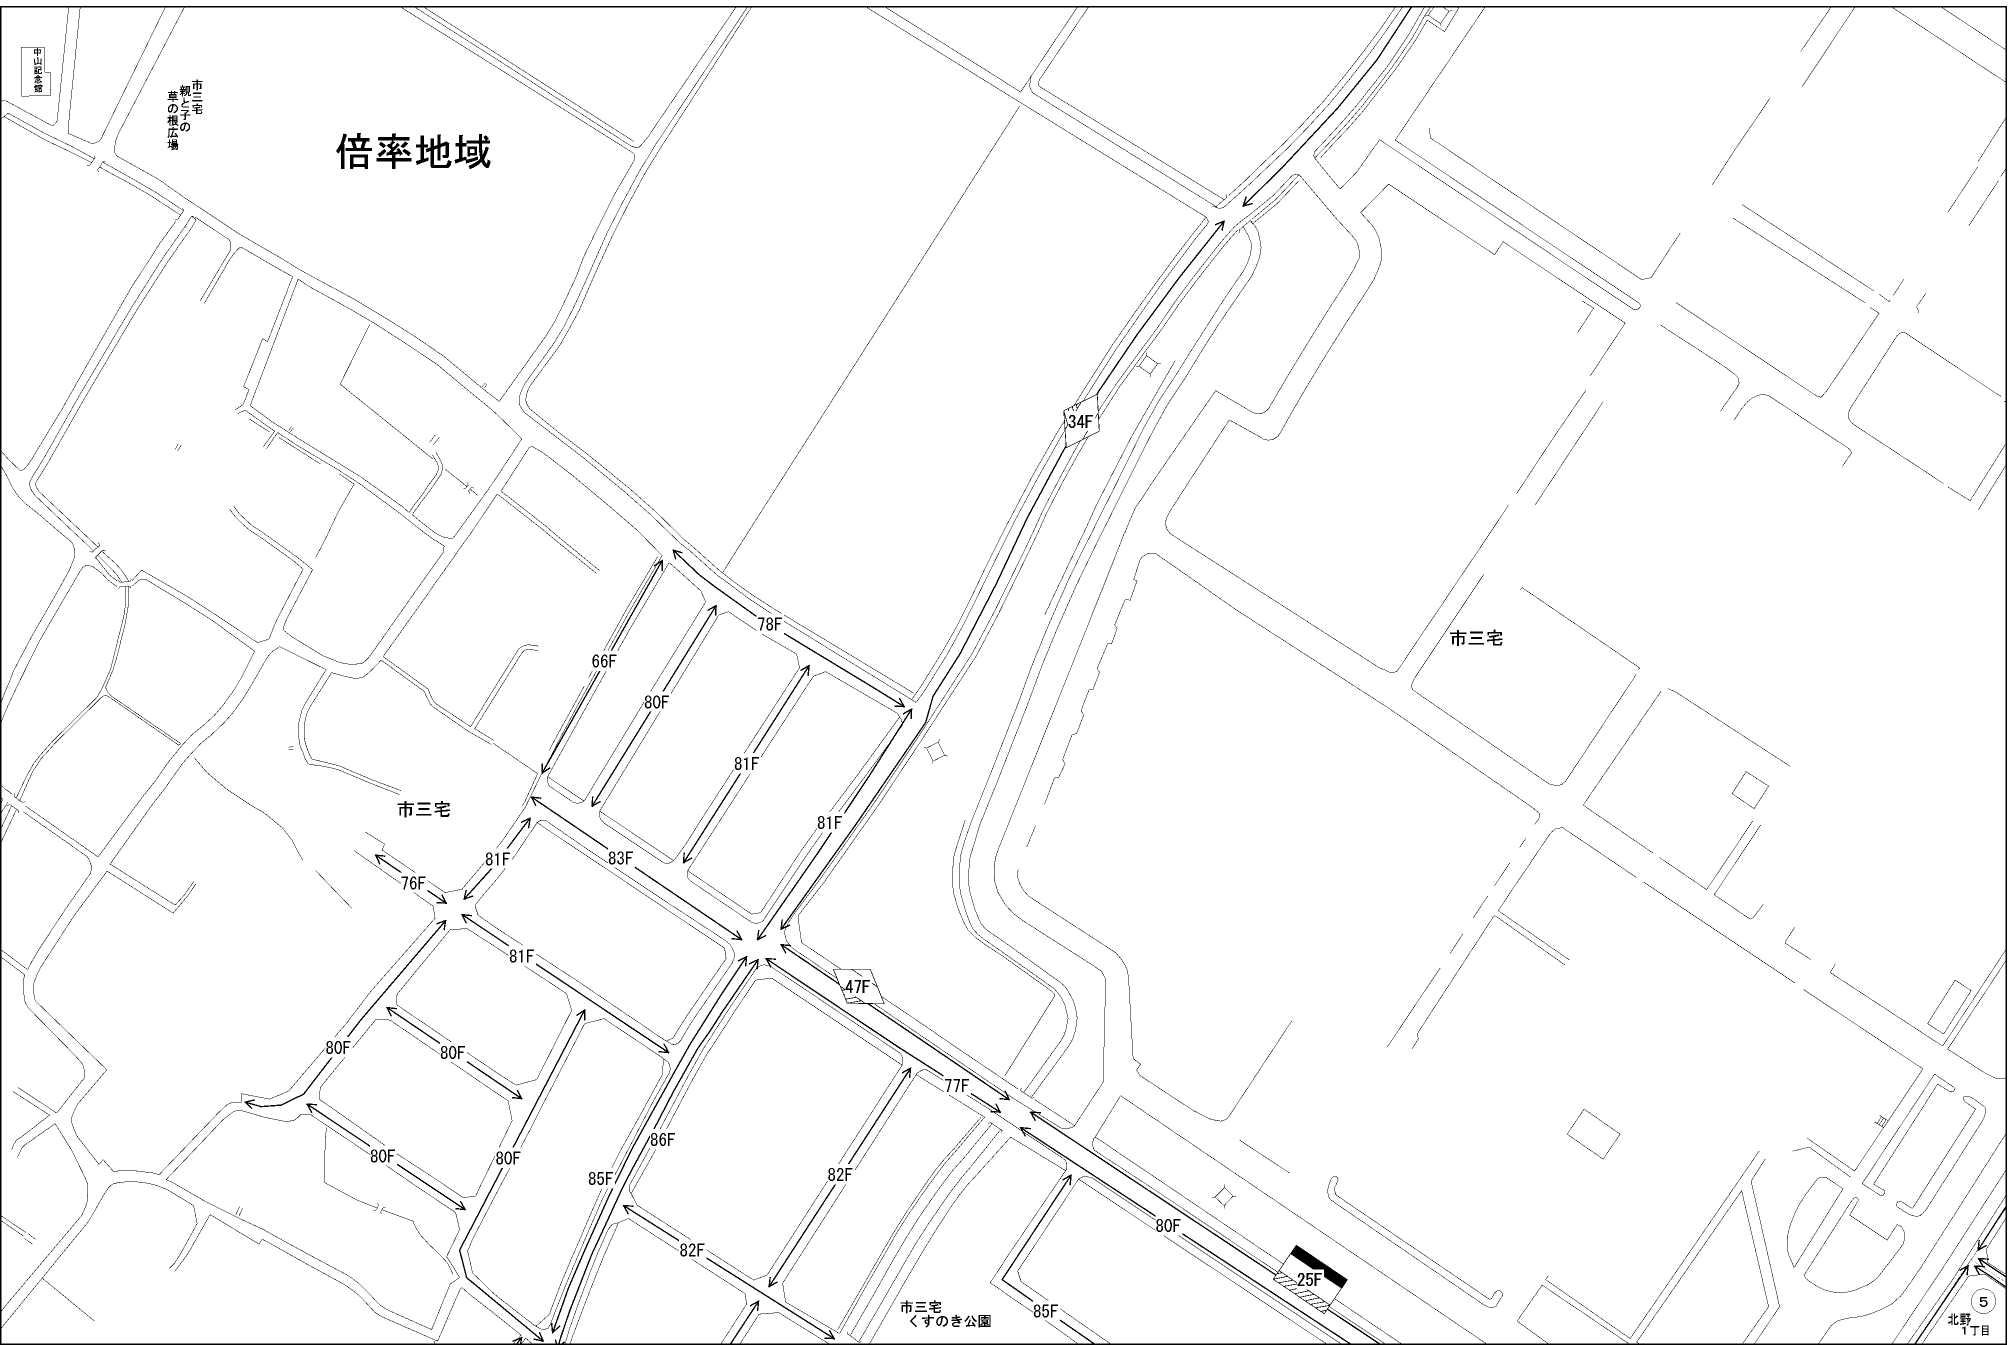 中山記念館
市三宅
親と子の
草の根広場
倍率地域
34F
78F
66F
80F
81F
81F
市三宅
市三宅
83F
81F
76F
81F
47F
80F
80F
77F
86F
80F
80F
85F
82F
82F
80F
25F
85F
市三宅
くすのき公園
5
北野
1丁目